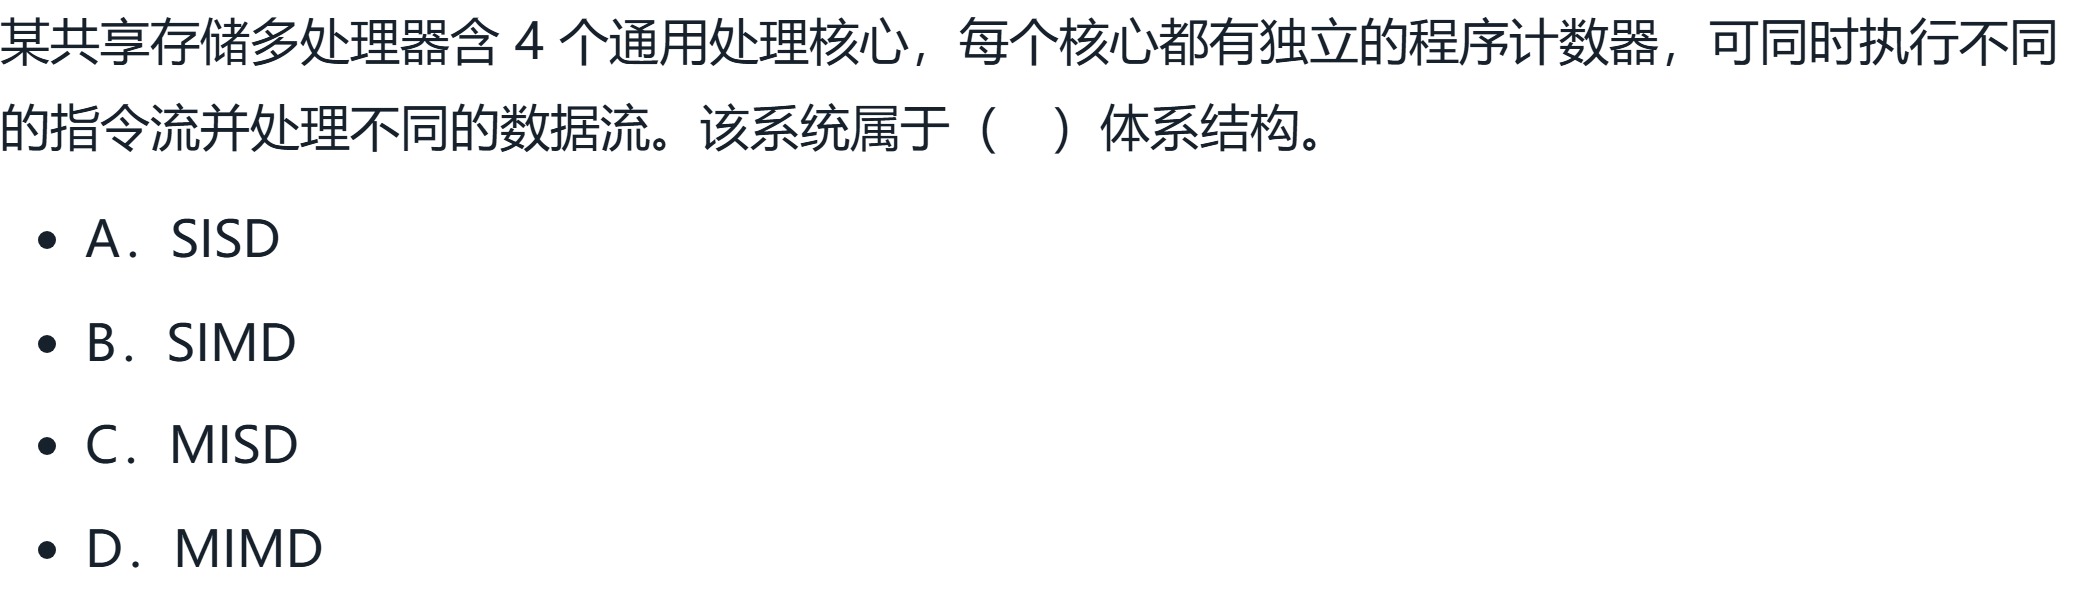 某共享存储多处理器含 4 个通用处理核心，每个核心都有独立的程序计数器，可同时执行不同
的指令流并处理不同的数据流。该系统属于（　）体系结构。
• A．SISD
• B．SIMD
• C．MISD
• D．MIMD